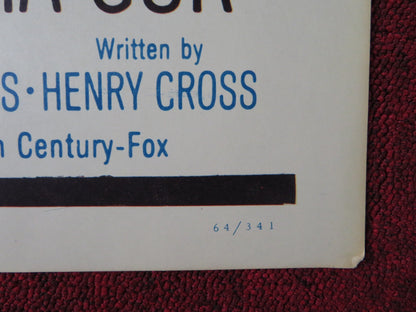 Written by
S • HENRY CROSS
Century-Fox
64/341